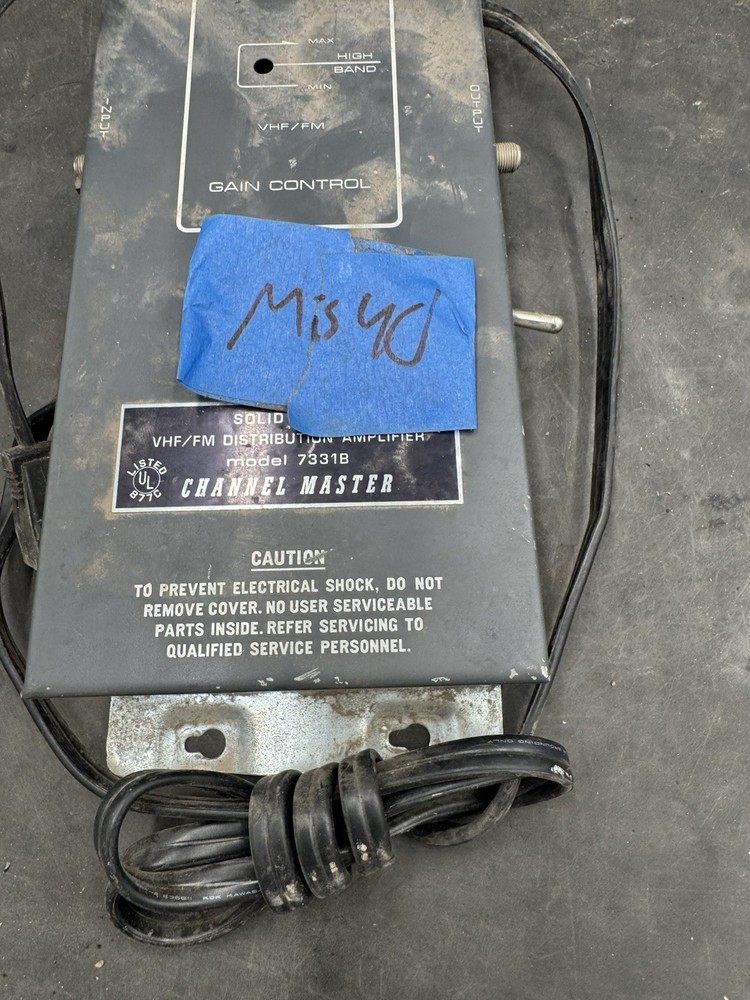 MAX
HIGH
BAND
MIN
INPUT
OUTPUT
VHF/FM
GAIN CONTROL
Mis 40
SOLID
VHF/FM DISTRIBUTION AMPLIFIER
model 7331B
LISTED
UL
877C
CHANNEL MASTER
CAUTION
TO PREVENT ELECTRICAL SHOCK, DO NOT
REMOVE COVER. NO USER SERVICEABLE
PARTS INSIDE. REFER SERVICING TO
QUALIFIED SERVICE PERSONNEL.
ONLY